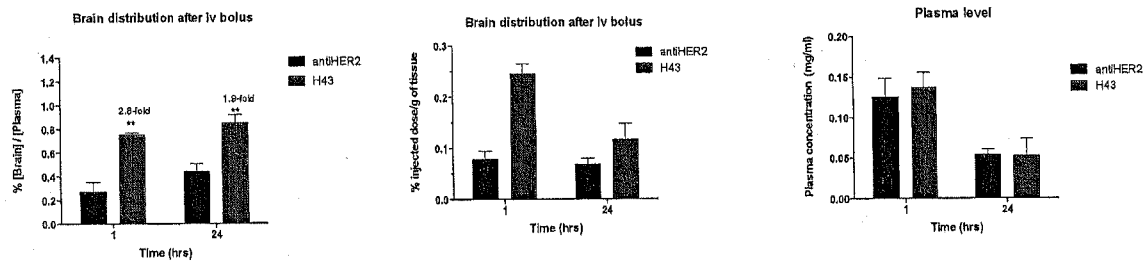 Brain distribution after iv bolus
% [Brain] / [Plasma]
1.4
1.2
1.0
0.8
0.6
0.4
0.2
0.0
antiHER2
H43
2.8-fold
**
1.9-fold
**
1
24
Time (hrs)
Brain distribution after iv bolus
% injected dose/g of tissue
0.3
0.2
0.1
0.0
antiHER2
H43
1
24
Time (hrs)
Plasma level
Plasma concentration (mg/ml)
0.20
0.15
0.10
0.05
0.00
antiHER2
H43
1
24
Time (hrs)